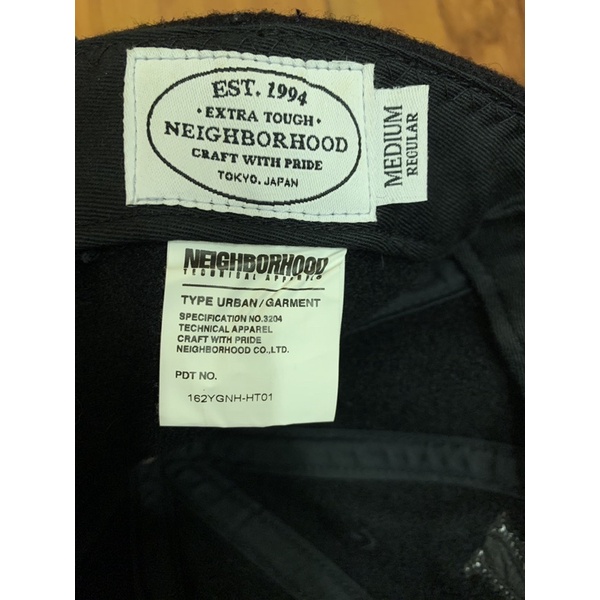 EST. 1994
• EXTRA TOUGH •
NEIGHBORHOOD
CRAFT WITH PRIDE
TOKYO. JAPAN
MEDIUM
REGULAR
NEIGHBORHOOD
TECHNICAL APPAREL
TYPE URBAN/GARMENT
SPECIFICATION NO.3204
TECHNICAL APPAREL
CRAFT WITH PRIDE
NEIGHBORHOOD CO.,LTD.
PDT NO.
162YGNH-HT01